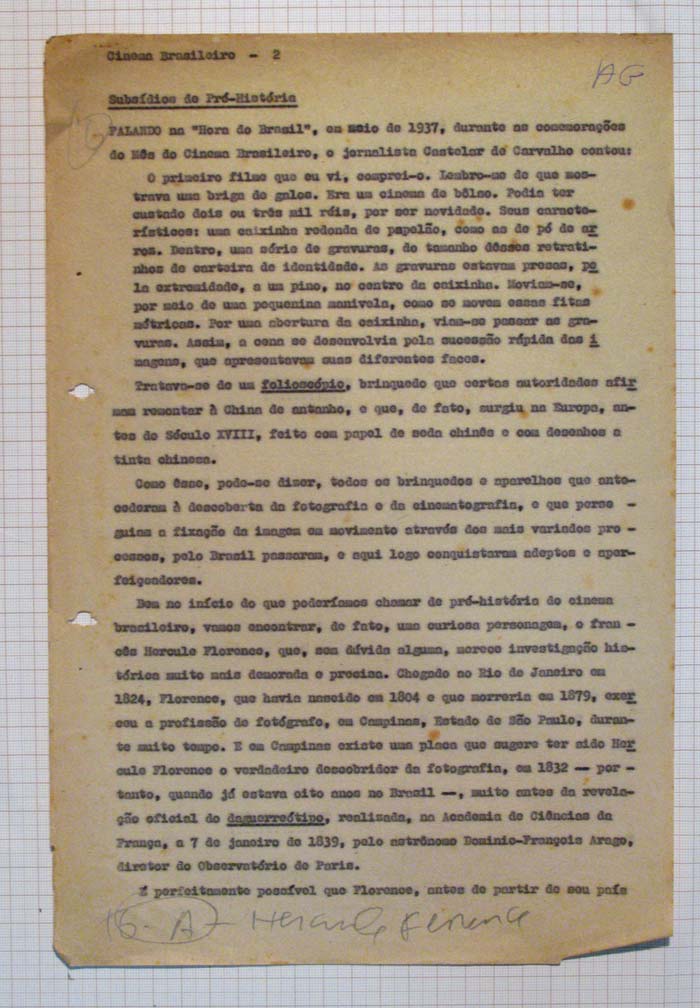 Cinema Brasileiro - 2
AG
Subsídios de Pré-História
FALANDO na "Hora do Brasil", em meio de 1937, durante as comemorações
do Mês do Cinema Brasileiro, o jornalista Castelar de Carvalho contou:
O primeiro filme que eu vi, comprei-o. Lembro-me de que mos-
trava uma briga de galos. Era um cinema de bôlso. Podia ter
custado dois ou três mil réis, por ser novidade. Seus caracte-
rísticos: uma caixinha redonda de papelão, como as de pó de ar
roz. Dentro, uma série de gravuras, do tamanho dêsses retrati-
nhos de carteira de identidade. As gravuras estavam presas, pe
la extremidade, a um pino, no centro da caixinha. Moviam-se,
por meio de uma pequenina manivela, como se movem essas fitas
métricas. Por uma abertura da caixinha, viam-se passar as gra-
vuras. Assim, a cena se desenvolvia pela sucessão rápida das i
magens, que apresentavam suas diferentes faces.
Tratava-se de um folioscópio, brinquedo que certas autoridades afir
mam remontar à China de antanho, e que, de fato, surgiu na Europa, an-
tes do Século XVIII, feito com papel de seda chinês e com desenhos a
tinta chinesa.
Como êsse, pode-se dizer, todos os brinquedos e aparelhos que ante-
cederam à descoberta da fotografia e da cinematografia, e que perse -
guiam a fixação da imagem em movimento através dos mais variados pro -
cessos, pelo Brasil passaram, e aqui logo conquistaram adeptos e aper-
feiçoadores.
Bem no início do que poderíamos chamar de pré-história do cinema
brasileiro, vamos encontrar, de fato, uma curiosa personagem, o fran -
cês Hercule Florence, que, sem dúvida alguma, merece investigação his-
tórica muito mais demorada e precisa. Chegado ao Rio de Janeiro em
1824, Florence, que havia nascido em 1804 e que morreria em 1879, exer
ceu a profissão de fotógrafo, em Campinas, Estado de São Paulo, duran-
te muito tempo. E em Campinas existe uma placa que sugere ter sido Her
cule Florence o verdadeiro descobridor da fotografia, em 1832 — por -
tanto, quando já estava oito anos no Brasil —, muito antes da revela-
ção oficial do daguerreótipo, realizada, na Academia de Ciências da
França, a 7 de janeiro de 1839, pelo astrônomo Dominic-François Arago,
diretor do Observatório de Paris.
É perfeitamente possível que Florence, antes de partir de seu país
16-A - Hercule Florence